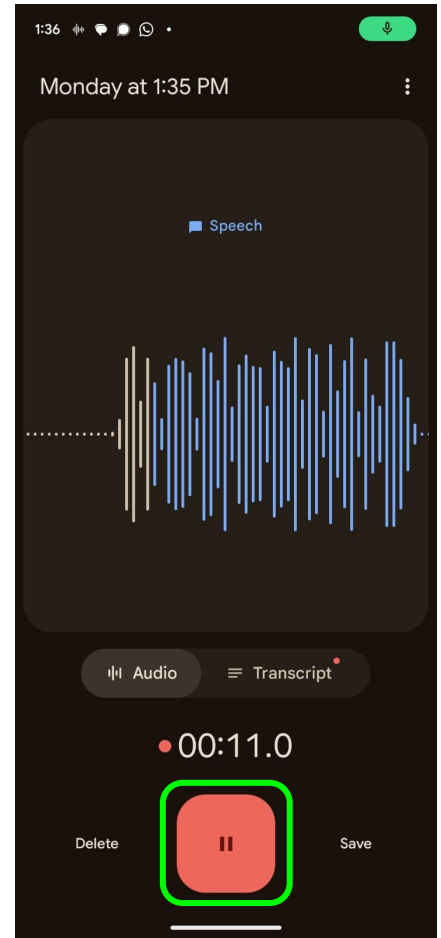 1:36
Monday at 1:35 PM
Speech
Audio
Transcript
00:11.0
Delete
Save